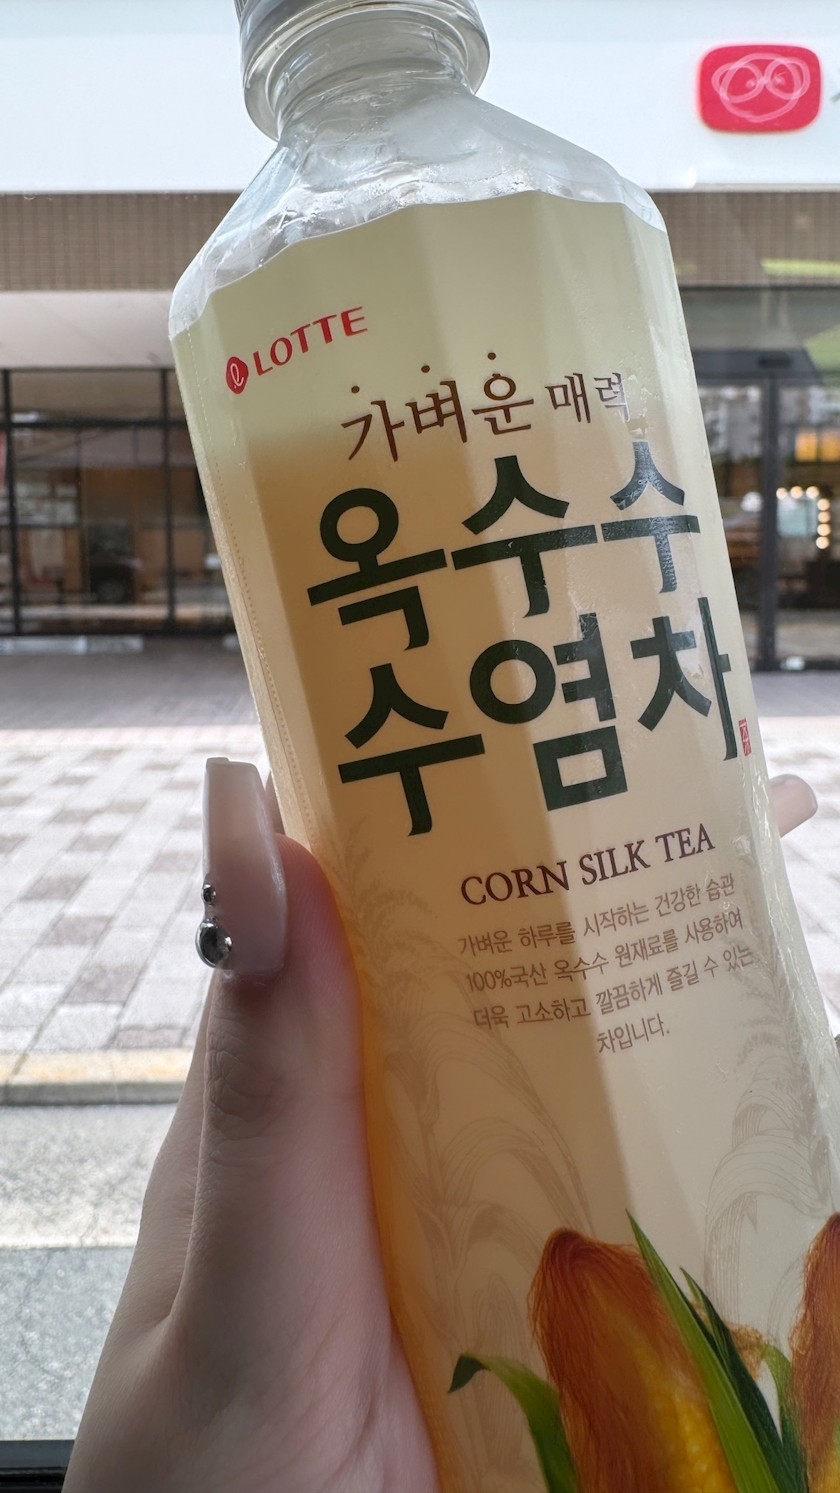 LOTTE
가벼운 매력
옥수수
수염차
CORN SILK TEA
가벼운 하루를 시작하는 건강한 습관
100%국산 옥수수 원재료를 사용하여
더욱 고소하고 깔끔하게 즐길 수 있는
차입니다.